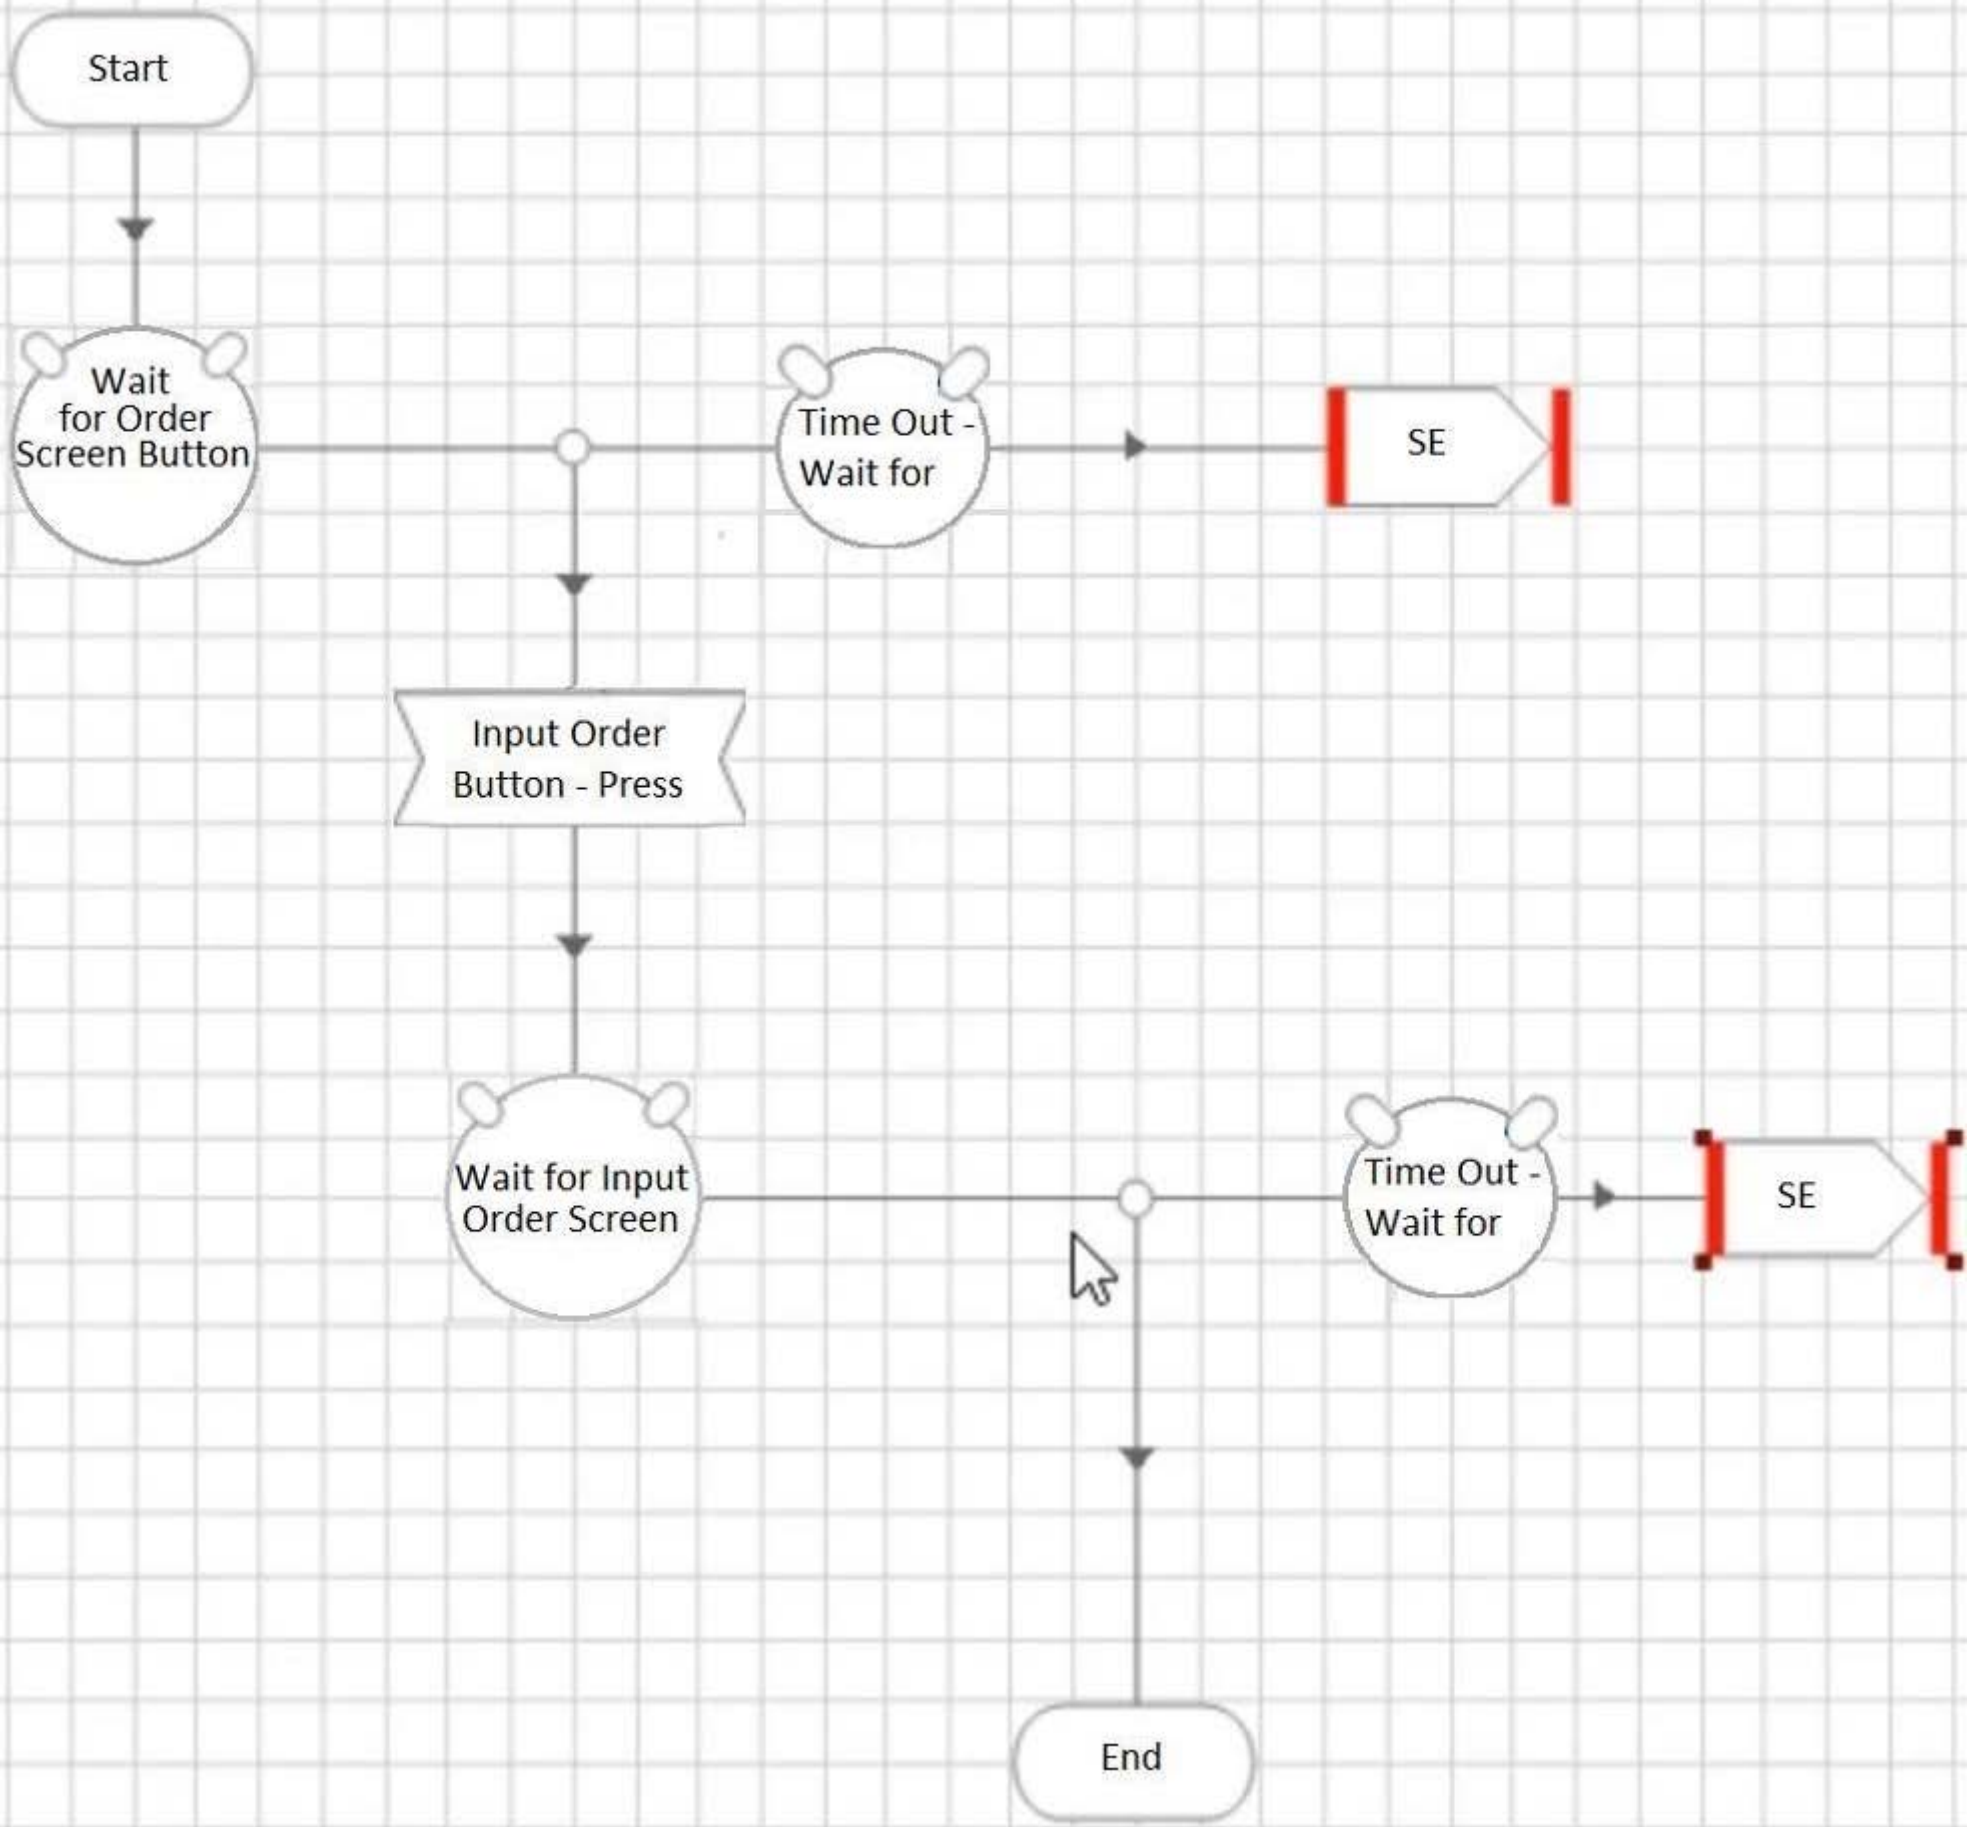 Start
Wait
for Order
Screen Button
Time Out -
Wait for
SE
Input Order
Button - Press
Wait for Input
Order Screen
Time Out -
Wait for
SE
End